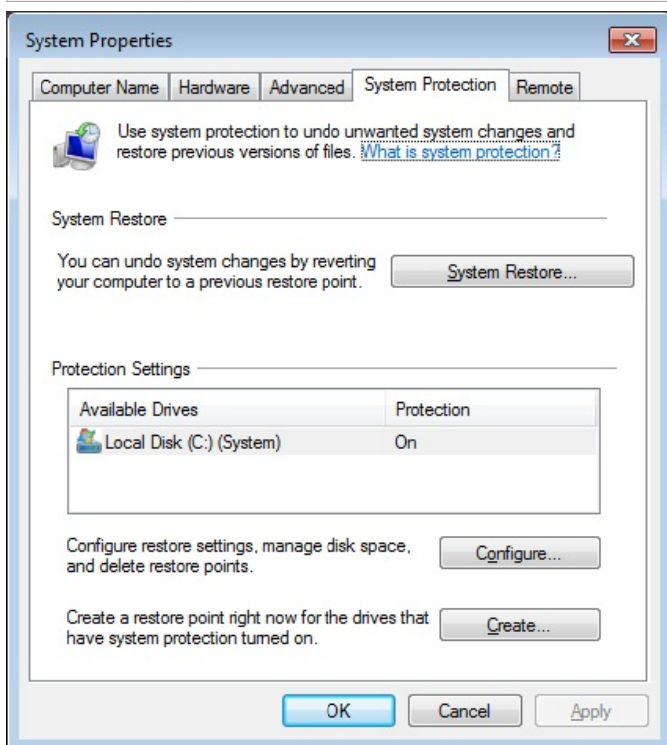 System Properties
Computer Name Hardware Advanced System Protection Remote
Use system protection to undo unwanted system changes and
restore previous versions of files. What is system protection?
System Restore
You can undo system changes by reverting
your computer to a previous restore point.
System Restore...
Protection Settings
Available Drives Protection
Local Disk (C:) (System) On
Configure restore settings, manage disk space,
and delete restore points.
Configure...
Create a restore point right now for the drives that
have system protection turned on.
Create...
OK Cancel Apply